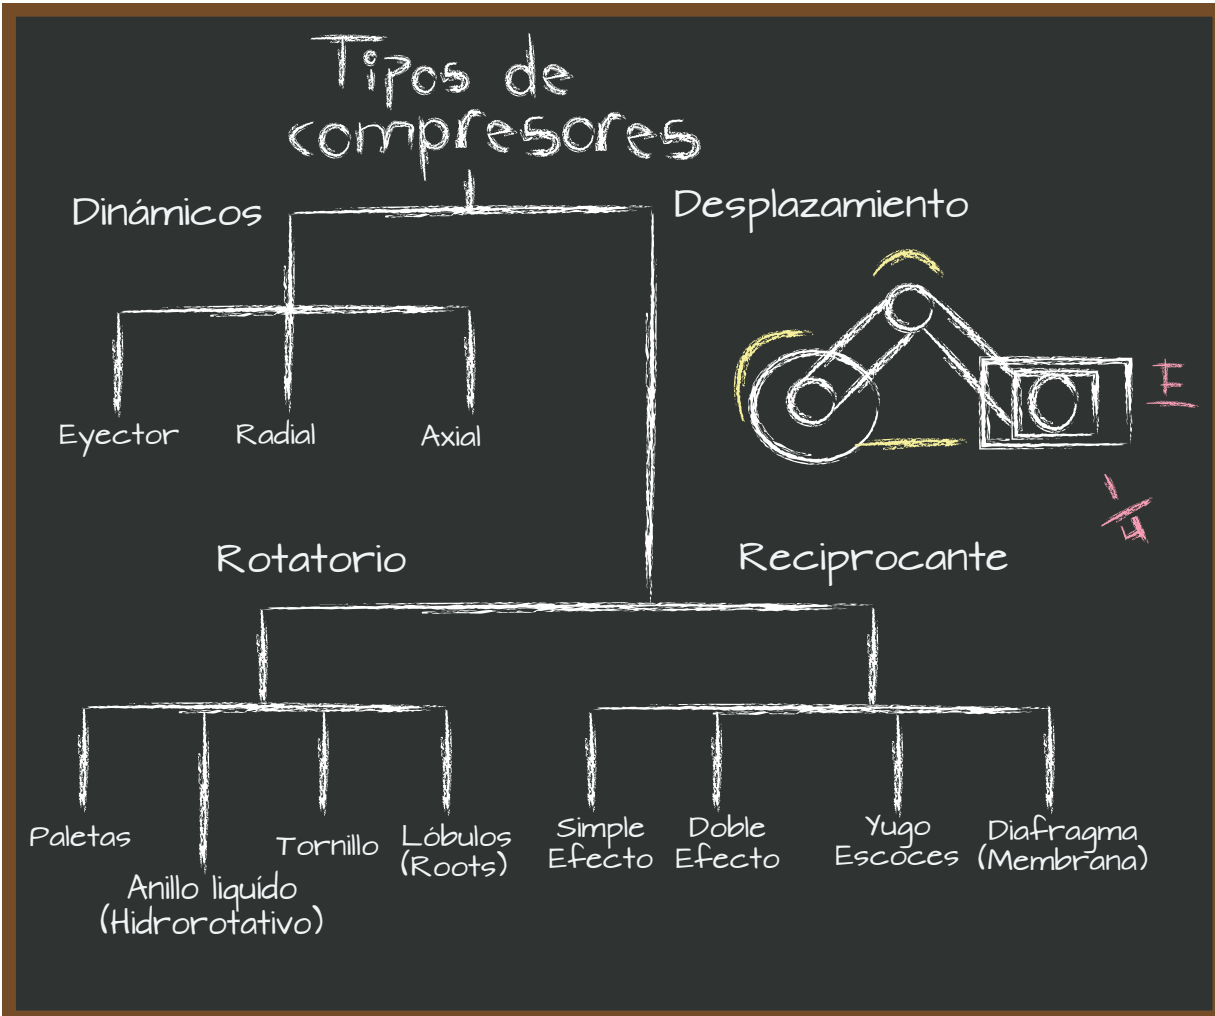 Tipos de
compresores
Dinámicos
Desplazamiento
E
Eyector
Radial
Axial
Rotatorio
Reciprocante
Paletas
Anillo liquído
(Hidrorotativo)
Tornillo
Lóbulos
(Roots)
Simple
Efecto
Doble
Efecto
Yugo
Escoces
Diafragma
(Membrana)